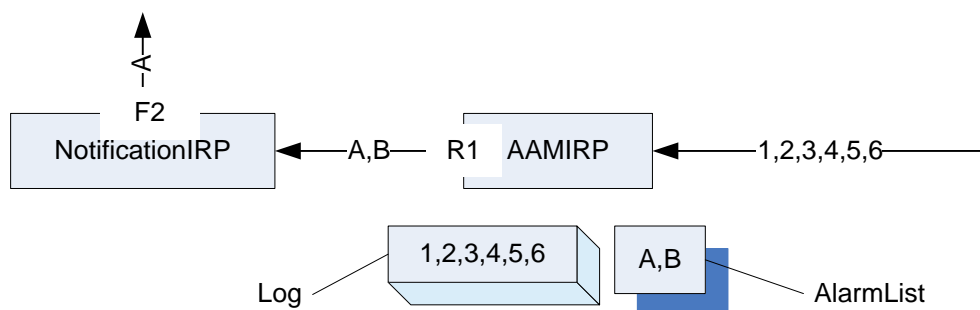 A
F2
NotificationIRP
A,B
R1
AAMIRP
1,2,3,4,5,6
1,2,3,4,5,6
A,B
Log
AlarmList